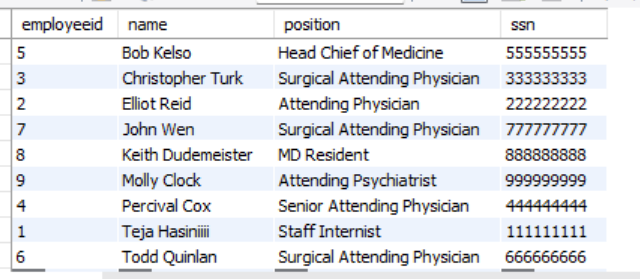 employeeid name position ssn
5 Bob Kelso Head Chief of Medicine 555555555
3 Christopher Turk Surgical Attending Physician 333333333
2 Elliot Reid Attending Physician 222222222
7 John Wen Surgical Attending Physician 777777777
8 Keith Dudemeister MD Resident 888888888
9 Molly Clock Attending Psychiatrist 999999999
4 Percival Cox Senior Attending Physician 444444444
1 Teja Hasiniiii Staff Internist 111111111
6 Todd Quinlan Surgical Attending Physician 666666666